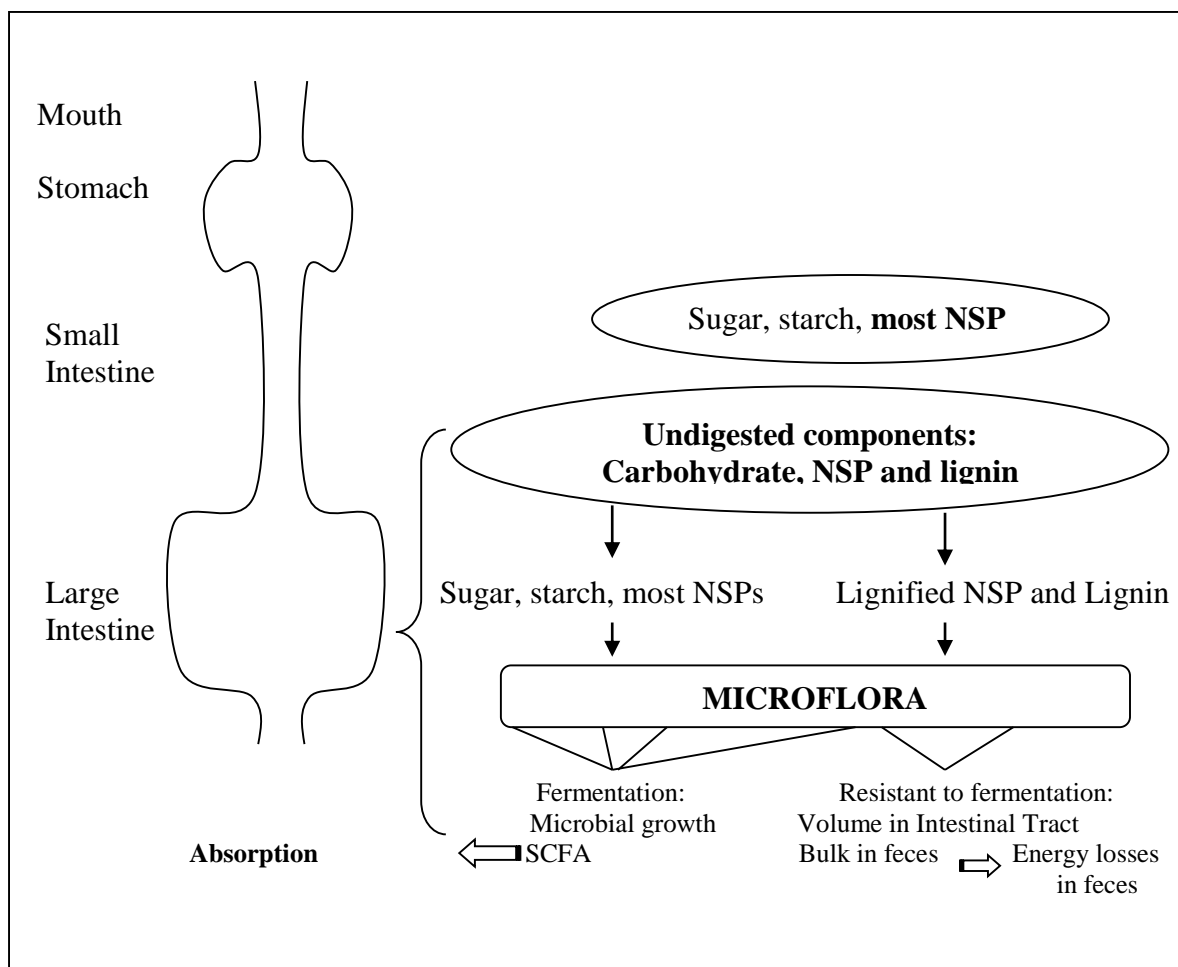 Mouth
Stomach
Small
Intestine
Sugar, starch, most NSP
Undigested components:
Carbohydrate, NSP and lignin
Large
Intestine
Sugar, starch, most NSPs
Lignified NSP and Lignin
MICROFLORA
Fermentation:
Microbial growth
SCFA
Absorption
Resistant to fermentation:
Volume in Intestinal Tract
Bulk in feces
Energy losses
in feces